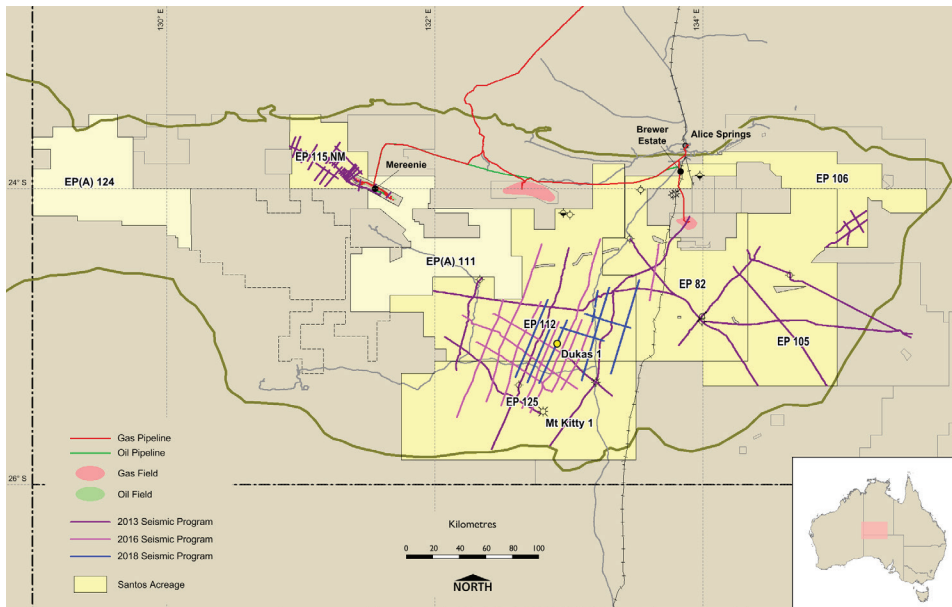 130° E
132° E
134° E
Brewer
Estate
Alice Springs
EP 115 NM
Mereenie
EP(A) 124
24° S
EP 106
EP(A) 111
EP 82
EP 112
Dukas 1
EP 105
EP 125
Mt Kitty 1
Gas Pipeline
Oil Pipeline
Gas Field
Oil Field
26° S
2013 Seismic Program
2016 Seismic Program
2018 Seismic Program
Santos Acreage
Kilometres
0 20 40 60 80 100
NORTH